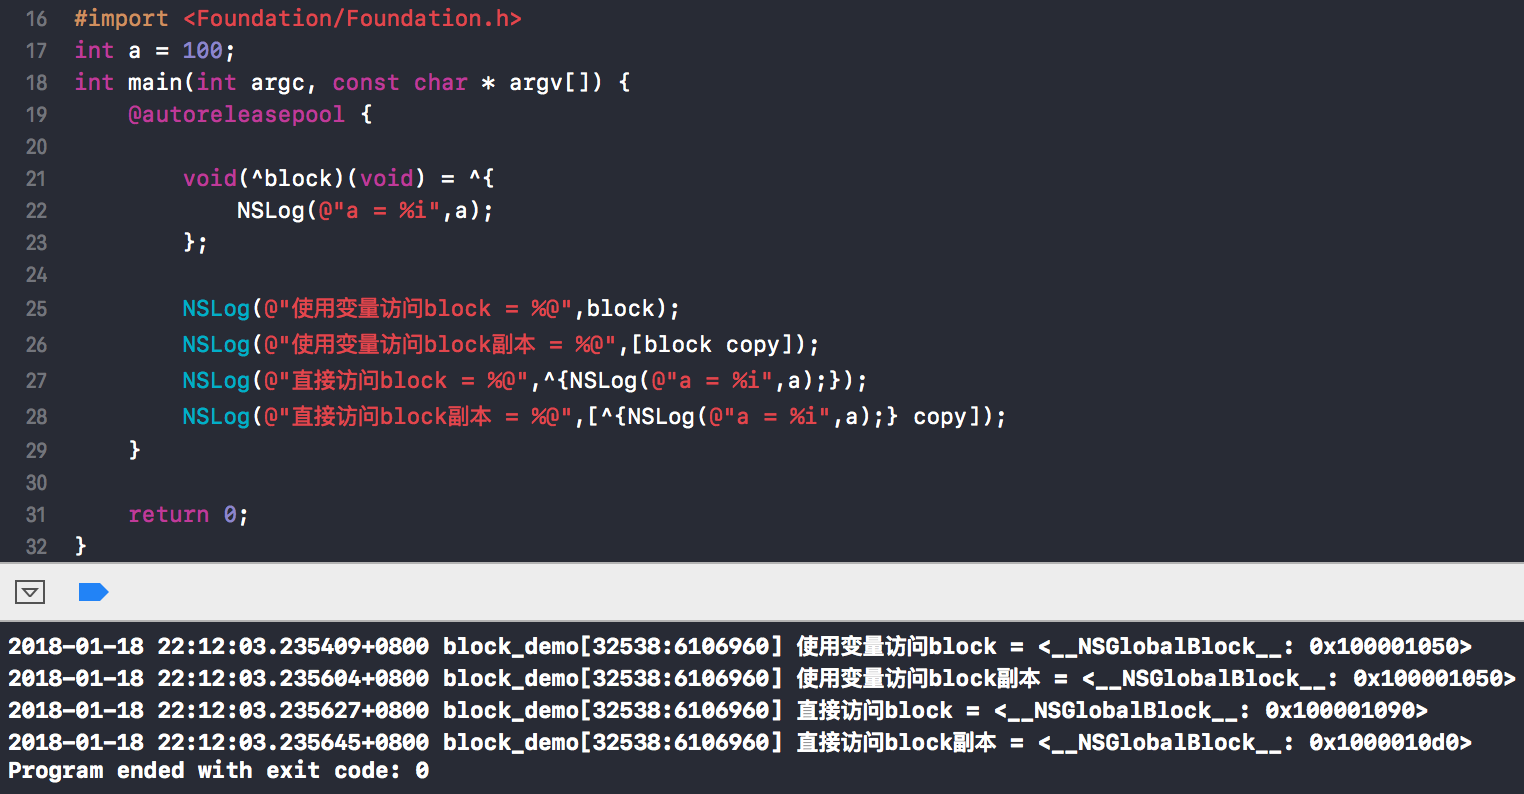 16 #import <Foundation/Foundation.h>
17 int a = 100;
18 int main(int argc, const char * argv[]) {
19     @autoreleasepool {
20
21         void(^block)(void) = ^{
22             NSLog(@"a = %i",a);
23         };
24
25         NSLog(@"使用变量访问block = %@",block);
26         NSLog(@"使用变量访问block副本 = %@",[block copy]);
27         NSLog(@"直接访问block = %@",^{NSLog(@"a = %i",a);});
28         NSLog(@"直接访问block副本 = %@",[^{NSLog(@"a = %i",a);} copy]);
29     }
30
31     return 0;
32 }
2018-01-18 22:12:03.235409+0800 block_demo[32538:6106960] 使用变量访问block = <__NSGlobalBlock__: 0x100001050>
2018-01-18 22:12:03.235604+0800 block_demo[32538:6106960] 使用变量访问block副本 = <__NSGlobalBlock__: 0x100001050>
2018-01-18 22:12:03.235627+0800 block_demo[32538:6106960] 直接访问block = <__NSGlobalBlock__: 0x100001090>
2018-01-18 22:12:03.235645+0800 block_demo[32538:6106960] 直接访问block副本 = <__NSGlobalBlock__: 0x1000010d0>
Program ended with exit code: 0